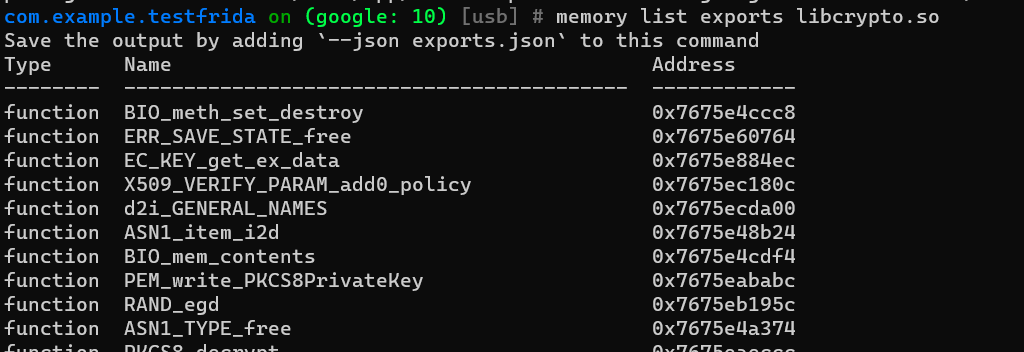 com.example.testfrida on (google: 10) [usb] # memory list exports libcrypto.so
Save the output by adding `--json exports.json` to this command
Type      Name                                        Address
--------  ------------------------------------------  ------------
function  BIO_meth_set_destroy                        0x7675e4ccc8
function  ERR_SAVE_STATE_free                         0x7675e60764
function  EC_KEY_get_ex_data                          0x7675e884ec
function  X509_VERIFY_PARAM_add0_policy               0x7675ec180c
function  d2i_GENERAL_NAMES                           0x7675ecda00
function  ASN1_item_i2d                               0x7675e48b24
function  BIO_mem_contents                            0x7675e4cdf4
function  PEM_write_PKCS8PrivateKey                   0x7675eababc
function  RAND_egd                                    0x7675eb195c
function  ASN1_TYPE_free                              0x7675e4a374
function  PKCS8_decrypt